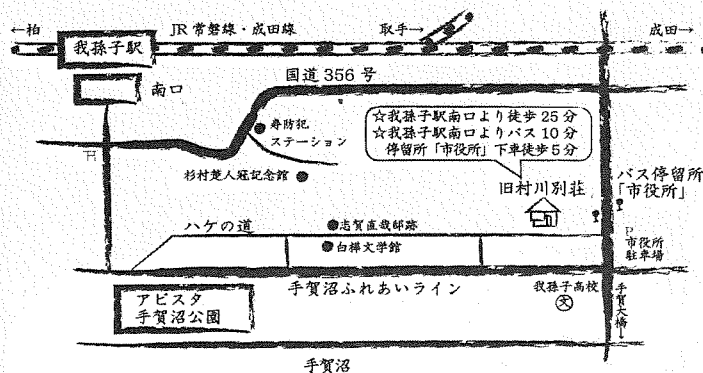 ←柏
JR 常磐線・成田線
取手→
成田→
我孫子駅
南口
国道 356 号
☆我孫子駅南口より徒歩 25 分
☆我孫子駅南口よりバス 10 分
停留所「市役所」下車徒歩 5 分
寿防犯
ステーション
杉村楚人冠記念館
旧村川別荘
バス停留所
「市役所」
ハケの道
志賀直哉邸跡
白樺文学館
P
市役所
駐車場
手賀沼ふれあいライン
我孫子高校
文
手賀大橋→
アビスタ
手賀沼公園
手賀沼